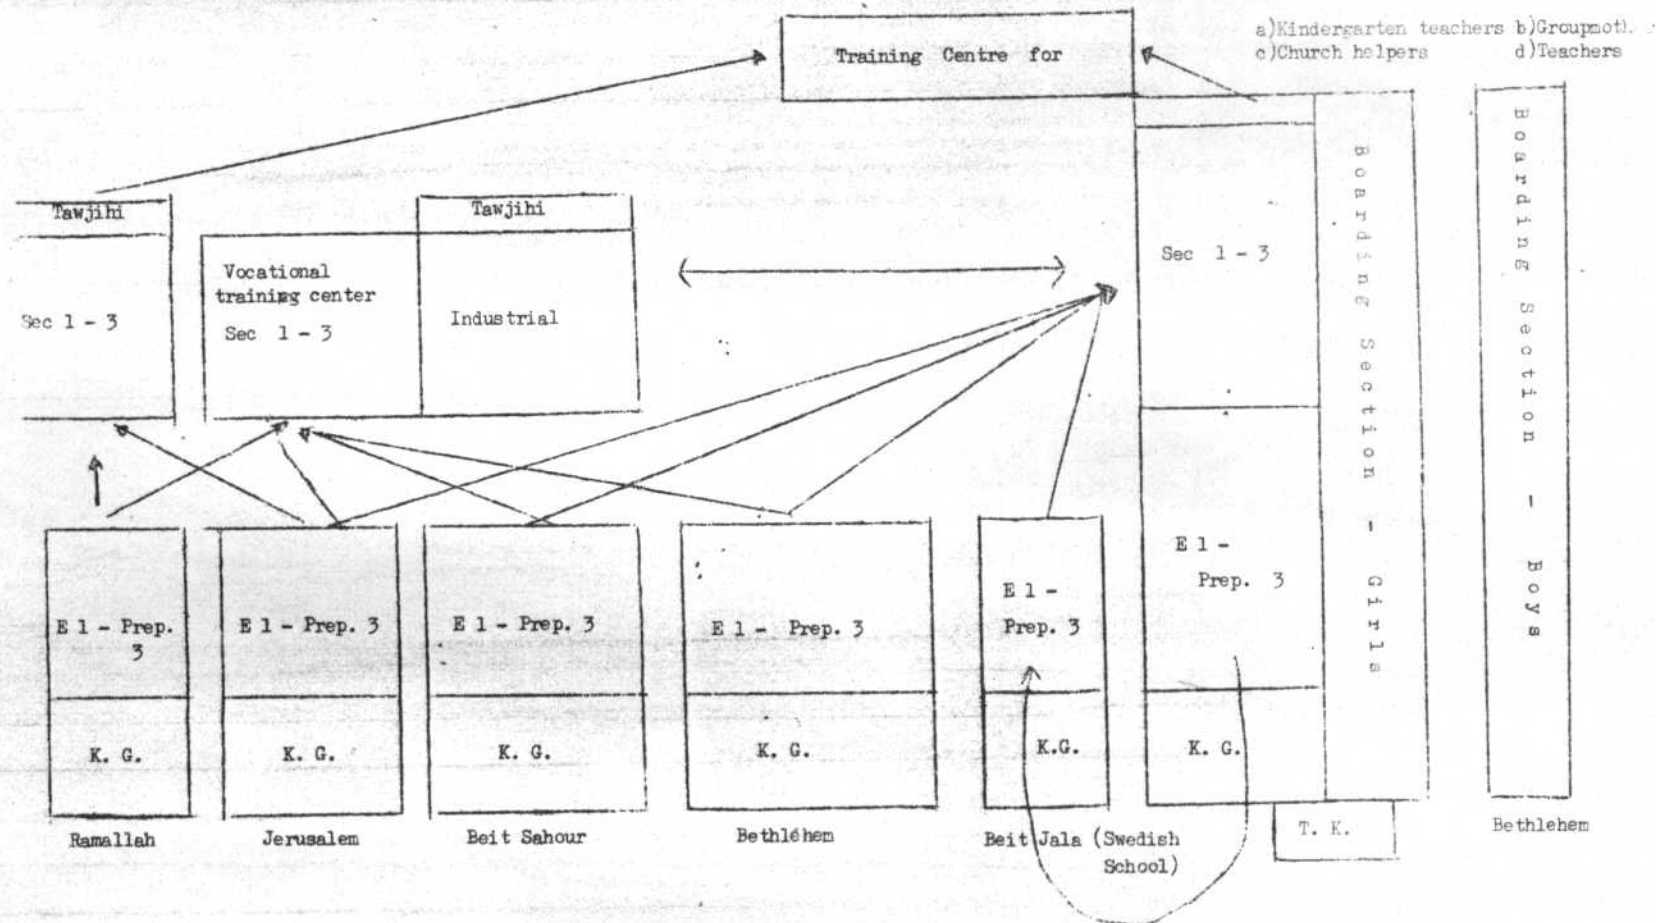 a)Kindergarten teachers
c)Church helpers
d)Teachers
Training Centre for
Tawjihi
Tawjihi
Sec 1 - 3
Vocational
training center
Sec 1 - 3
Industrial
Sec 1 - 3
Boarding Section - Girls
Boarding Section - Boys
E 1 - Prep.
3
E 1 - Prep. 3
E 1 - Prep. 3
E 1 - Prep. 3
E 1 -
Prep. 3
E 1 -
Prep. 3
K. G.
K. G.
K. G.
K. G.
K.G.
K. G.
T. K.
Ramallah
Jerusalem
Beit Sahour
Bethlehem
Beit Jala (Swedish
School)
Bethlehem